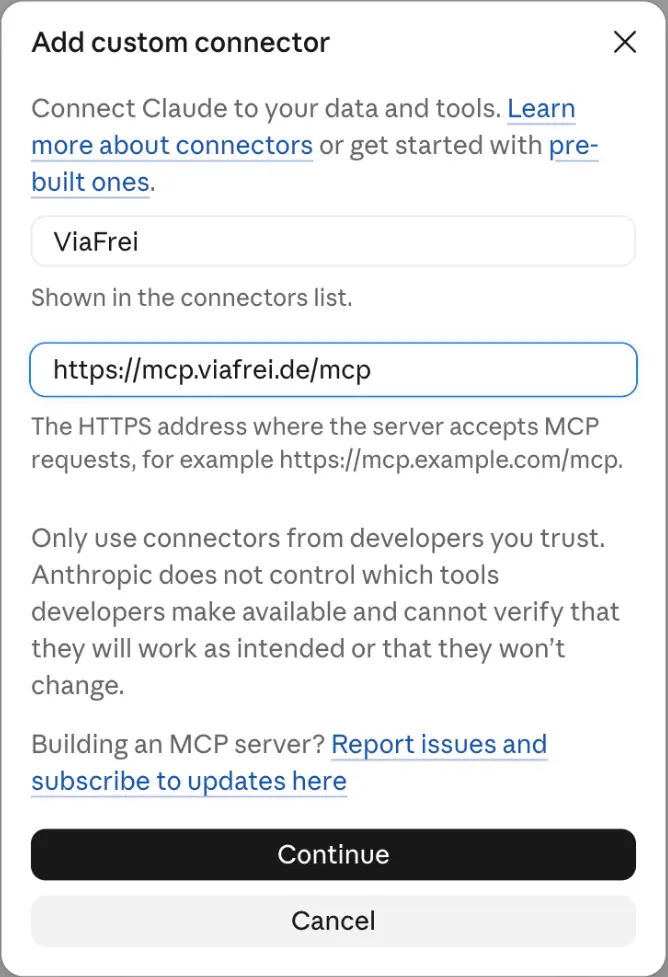 Add custom connector
Connect Claude to your data and tools. Learn
more about connectors or get started with pre-
built ones.
ViaFrei
Shown in the connectors list.
https://mcp.viafrei.de/mcp
The HTTPS address where the server accepts MCP
requests, for example https://mcp.example.com/mcp.
Only use connectors from developers you trust.
Anthropic does not control which tools
developers make available and cannot verify that
they will work as intended or that they won’t
change.
Building an MCP server? Report issues and
subscribe to updates here
Continue
Cancel